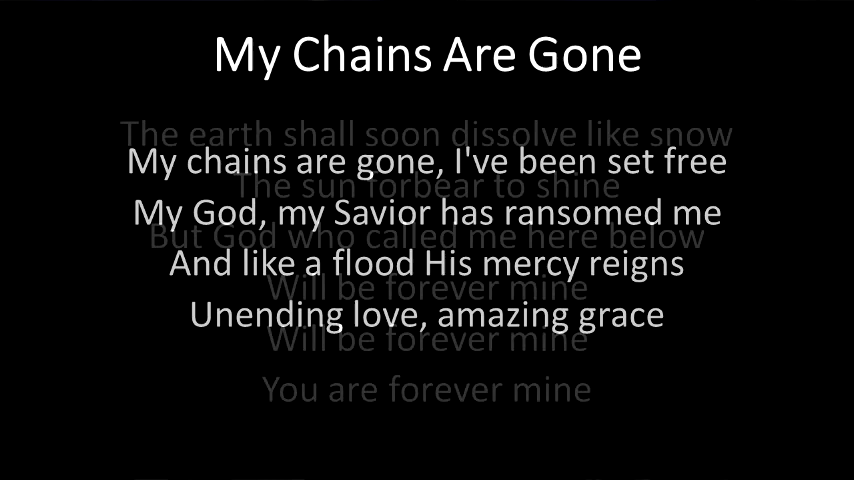 My Chains Are Gone
The earth shall soon dissolve like snow
My chains are gone, I've been set free
The sun forbear to shine
My God, my Savior has ransomed me
But God who called me here below
And like a flood His mercy reigns
Will be forever mine
Unending love, amazing grace
Will be forever mine
You are forever mine